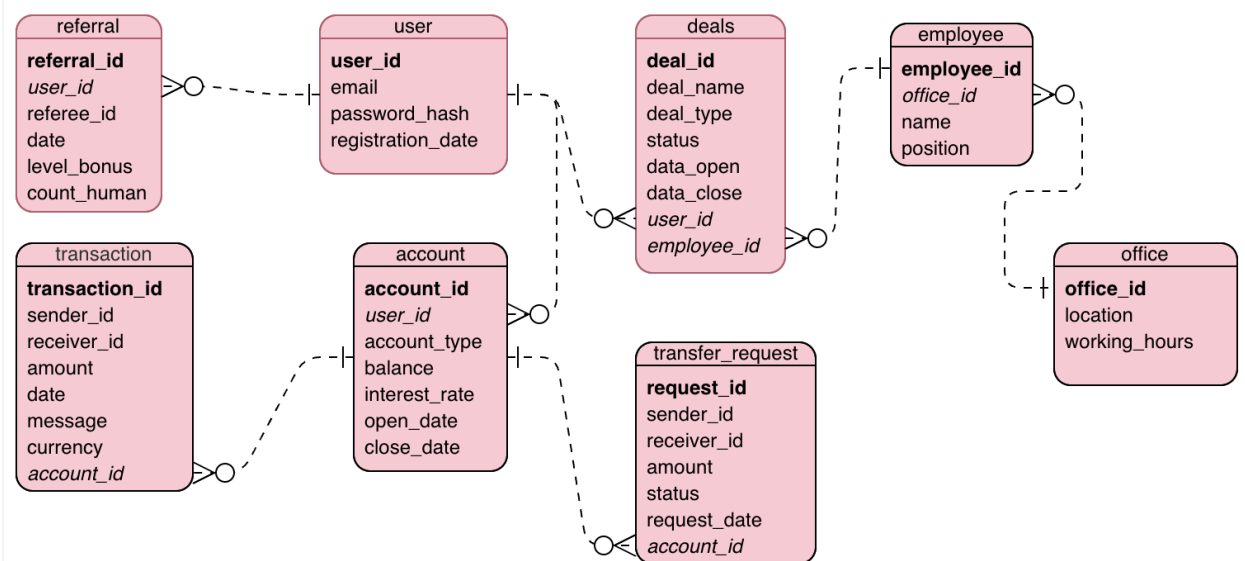 referral
referral_id
user_id
referee_id
date
level_bonus
count_human
user
user_id
email
password_hash
registration_date
deals
deal_id
deal_name
deal_type
status
data_open
data_close
user_id
employee_id
employee
employee_id
office_id
name
position
transaction
transaction_id
sender_id
receiver_id
amount
date
message
currency
account_id
account
account_id
user_id
account_type
balance
interest_rate
open_date
close_date
transfer_request
request_id
sender_id
receiver_id
amount
status
request_date
account_id
office
office_id
location
working_hours